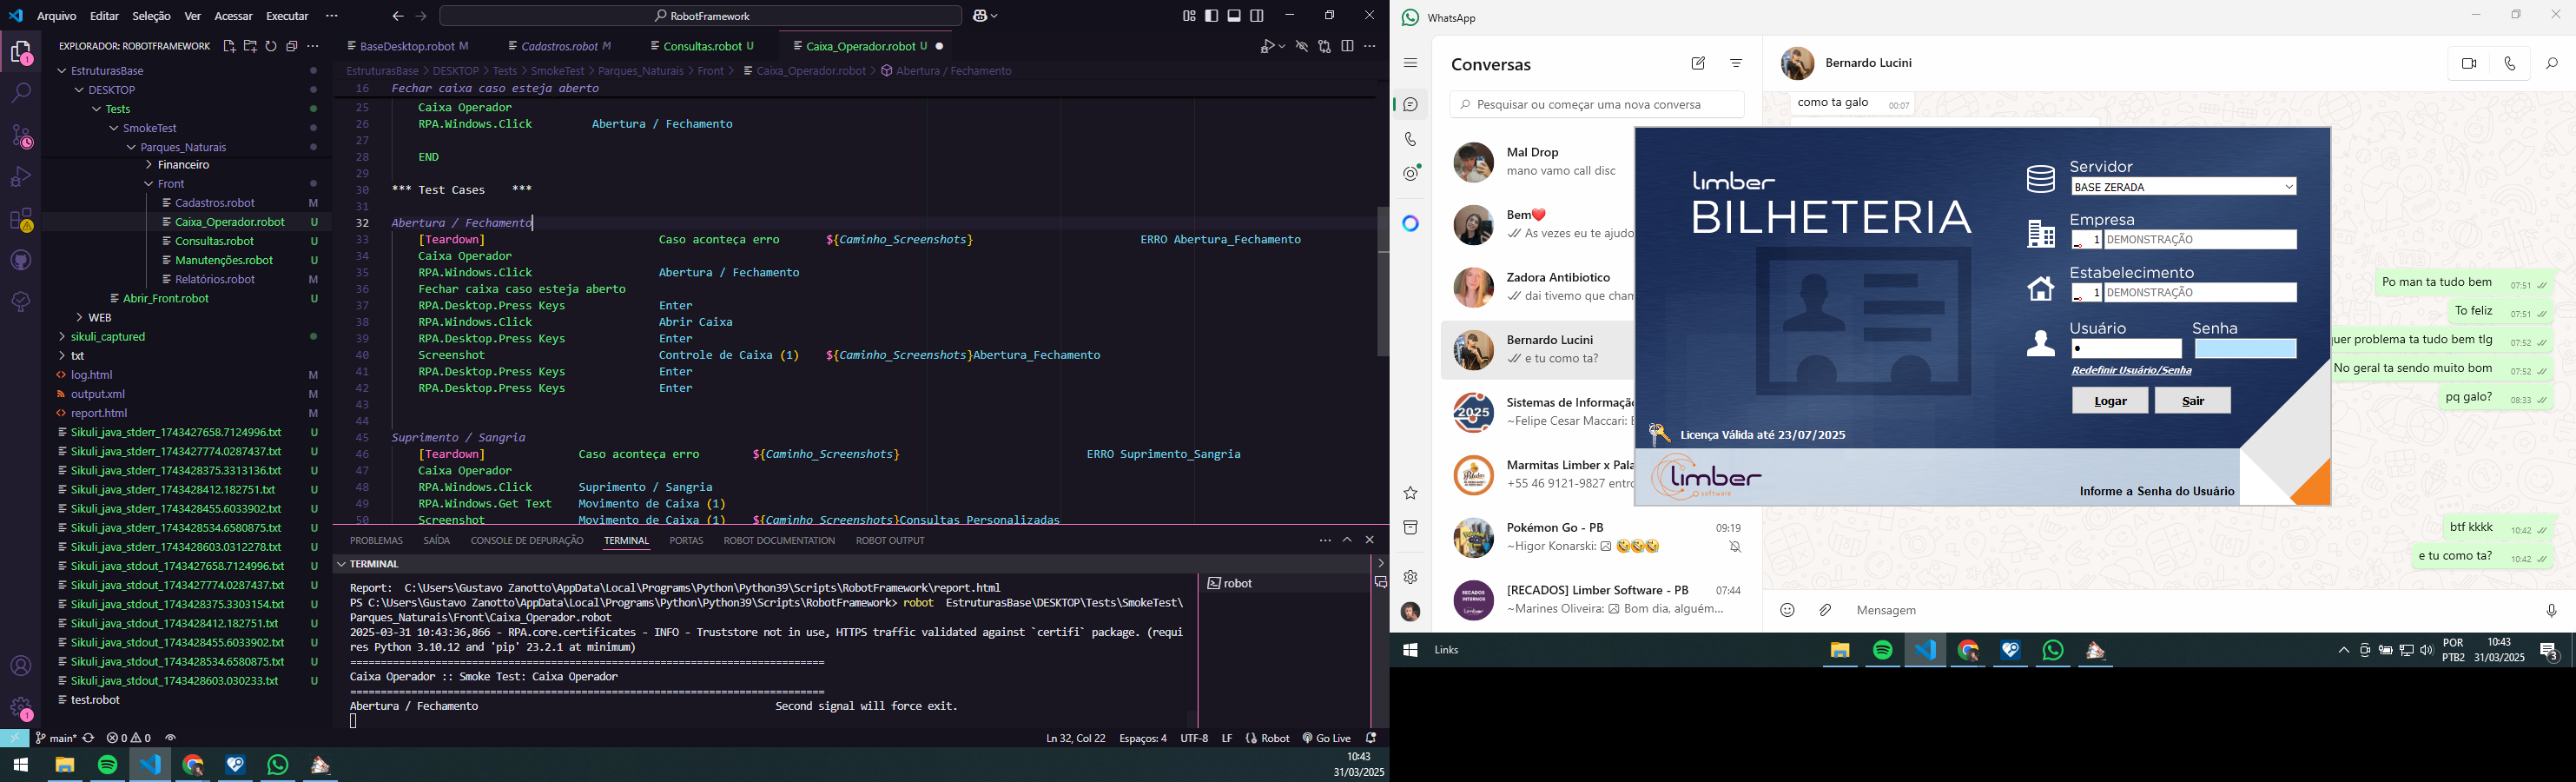 Arquivo Editar Seleção Ver Acessar Executar ···
RobotFramework
EXPLORADOR: ROBOTFRAMEWORK
EstruturasBase
DESKTOP
Tests
SmokeTest
Parques_Naturais
Financeiro
Front
Cadastros.robot M
Caixa_Operador.robot U
Consultas.robot U
Manutenções.robot U
Relatórios.robot M
Abrir_Front.robot U
WEB
sikuli_captured
txt
log.html M
output.xml M
report.html M
Sikuli_java_stderr_1743427658.7124996.txt U
Sikuli_java_stderr_1743427774.0287437.txt U
Sikuli_java_stderr_1743428375.3313136.txt U
Sikuli_java_stderr_1743428412.182751.txt U
Sikuli_java_stderr_1743428455.6033902.txt U
Sikuli_java_stderr_1743428534.6580875.txt U
Sikuli_java_stderr_1743428603.0312278.txt U
Sikuli_java_stdout_1743427658.7124996.txt U
Sikuli_java_stdout_1743427774.0287437.txt U
Sikuli_java_stdout_1743428375.3303154.txt U
Sikuli_java_stdout_1743428412.182751.txt U
Sikuli_java_stdout_1743428455.6033902.txt U
Sikuli_java_stdout_1743428534.6580875.txt U
Sikuli_java_stdout_1743428603.030233.txt U
test.robot
BaseDesktop.robot M Cadastros.robot M Consultas.robot U Caixa_Operador.robot U
EstruturasBase > DESKTOP > Tests > SmokeTest > Parques_Naturais > Front > Caixa_Operador.robot > Abertura / Fechamento
16 Fechar caixa caso esteja aberto
25 Caixa Operador
26 RPA.Windows.Click Abertura / Fechamento
27
28 END
29
30 *** Test Cases ***
31
32 Abertura / Fechamento
33 [Teardown] Caso aconteça erro ${Caminho_Screenshots} ERRO Abertura_Fechamento
34 Caixa Operador
35 RPA.Windows.Click Abertura / Fechamento
36 Fechar caixa caso esteja aberto
37 RPA.Desktop.Press Keys Enter
38 RPA.Windows.Click Abrir Caixa
39 RPA.Desktop.Press Keys Enter
40 Screenshot Controle de Caixa (1) ${Caminho_Screenshots}Abertura_Fechamento
41 RPA.Desktop.Press Keys Enter
42 RPA.Desktop.Press Keys Enter
43
44
45 Suprimento / Sangria
46 [Teardown] Caso aconteça erro ${Caminho_Screenshots} ERRO Suprimento_Sangria
47 Caixa Operador
48 RPA.Windows.Click Suprimento / Sangria
49 RPA.Windows.Get Text Movimento de Caixa (1)
50 Screenshot Movimento de Caixa (1) ${Caminho_Screenshots}Consultas Personalizadas
PROBLEMAS SAÍDA CONSOLE DE DEPURAÇÃO TERMINAL PORTAS ROBOT DOCUMENTATION ROBOT OUTPUT
TERMINAL
robot
Report: C:\Users\Gustavo Zanotto\AppData\Local\Programs\Python\Python39\Scripts\RobotFramework\report.html
PS C:\Users\Gustavo Zanotto\AppData\Local\Programs\Python\Python39\Scripts\RobotFramework> robot EstruturasBase\DESKTOP\Tests\SmokeTest\
Parques_Naturais\Front\Caixa_Operador.robot
2025-03-31 10:43:36,866 - RPA.core.certificates - INFO - Truststore not in use, HTTPS traffic validated against `certifi` package. (requi
res Python 3.10.12 and 'pip' 23.2.1 at minimum)
==============================================================================
Caixa Operador :: Smoke Test: Caixa Operador
==============================================================================
Abertura / Fechamento Second signal will force exit.
main* 0 0
Ln 32, Col 22 Espaços: 4 UTF-8 LF Robot Go Live
1
1
10:43
31/03/2025
WhatsApp
Conversas
Pesquisar ou começar uma nova conversa
Mal Drop
mano vamo call disc
Bem❤️
As vezes eu te ajudo
Zadora Antibiotico
dai tivemo que cham
Bernardo Lucini
e tu como ta?
Sistemas de Informação
~Felipe Cesar Maccari:
2025
Marmitas Limber x Pala
+55 46 9121-9827 entro
Pokémon Go - PB 09:19
~Higor Konarski: 🤣🤣🤣
[RECADOS] Limber Software - PB 07:44
~Marines Oliveira: Bom dia, alguém...
RECADOS
INTERNOS
Bernardo Lucini
como ta galo 00:07
Po man ta tudo bem 07:51
To feliz 07:51
quer problema ta tudo bem tlg 07:52
No geral ta sendo muito bom 07:52
pq galo? 08:33
btf kkkk 10:42
e tu como ta? 10:42
Mensagem
limber
BILHETERIA
Servidor
BASE ZERADA
Empresa
1 DEMONSTRAÇÃO
Estabelecimento
1 DEMONSTRAÇÃO
Usuário Senha
Redefinir Usuário/Senha
Logar Sair
Licença Válida até 23/07/2025
limber
software
Informe a Senha do Usuário
Links
POR
PTB2
10:43
31/03/2025
3